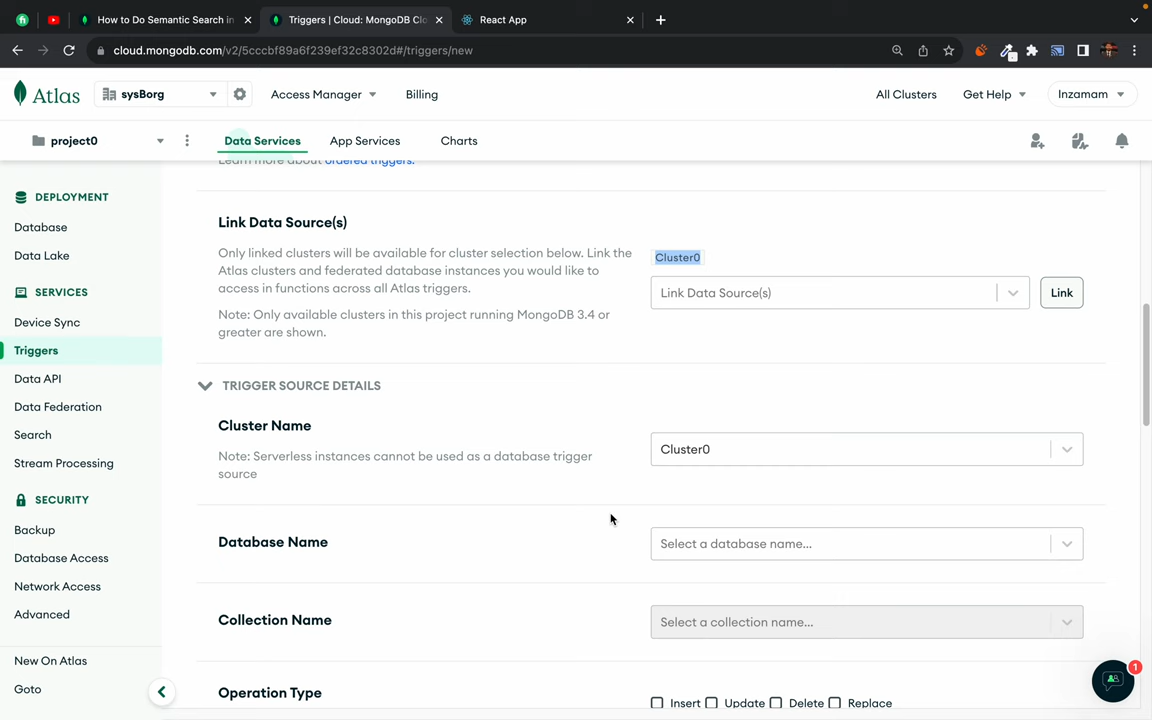 How to Do Semantic Search in
Triggers | Cloud: MongoDB Clo
React App
cloud.mongodb.com/v2/5cccbf89a6f239ef32c8302d#/triggers/new
Atlas
sysBorg
Access Manager
Billing
All Clusters
Get Help
Inzamam
project0
Data Services
App Services
Charts
Learn more about ordered triggers.
DEPLOYMENT
Database
Data Lake
SERVICES
Device Sync
Triggers
Data API
Data Federation
Search
Stream Processing
SECURITY
Backup
Database Access
Network Access
Advanced
New On Atlas
Goto
Link Data Source(s)
Only linked clusters will be available for cluster selection below. Link the
Atlas clusters and federated database instances you would like to
access in functions across all Atlas triggers.
Note: Only available clusters in this project running MongoDB 3.4 or
greater are shown.
Cluster0
Link Data Source(s)
Link
TRIGGER SOURCE DETAILS
Cluster Name
Note: Serverless instances cannot be used as a database trigger
source
Cluster0
Database Name
Select a database name...
Collection Name
Select a collection name...
Operation Type
Insert Update Delete Replace
1